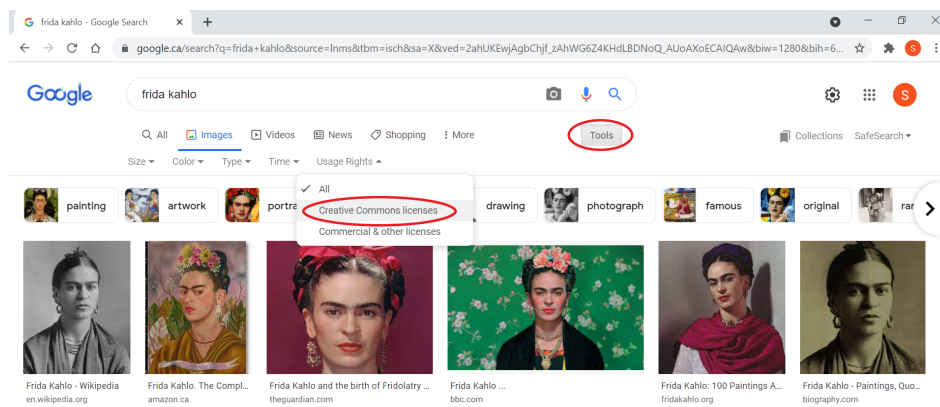 frida kahlo - Google Search
google.ca/search?q=frida+kahlo&source=lnms&tbm=isch&sa=X&ved=2ahUKEwjAgbChjf_zAhWG6Z4KHdLBDNoQ_AUoAXoECAIQAw&biw=1280&bih=6...
S
Google
frida kahlo
S
All Images Videos News Shopping More Tools Collections SafeSearch
Size Color Type Time Usage Rights
All
Creative Commons licenses
Commercial & other licenses
painting artwork portra drawing photograph famous original rar
Frida Kahlo - Wikipedia
en.wikipedia.org
Frida Kahlo. The Compl...
amazon.ca
Frida Kahlo and the birth of Fridolatry ...
theguardian.com
Frida Kahlo ...
bbc.com
Frida Kahlo: 100 Paintings A...
fridakahlo.org
Frida Kahlo - Paintings, Quo...
biography.com